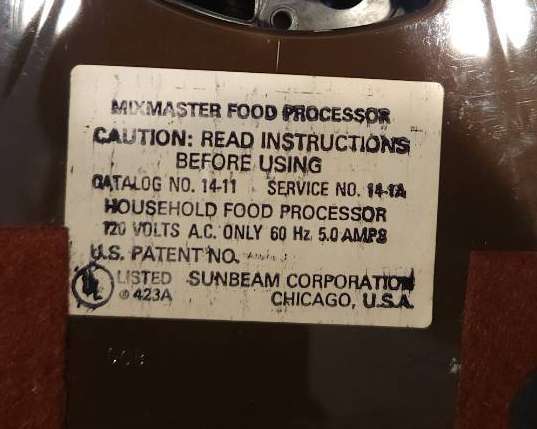 MIXMASTER FOOD PROCESSOR
CAUTION: READ INSTRUCTIONS
BEFORE USING
CATALOG NO. 14-11 SERVICE NO. 14-1A
HOUSEHOLD FOOD PROCESSOR
120 VOLTS A.C. ONLY 60 Hz 5.0 AMPS
U.S. PATENT NO.
UL LISTED SUNBEAM CORPORATION
423A CHICAGO, U.S.A.